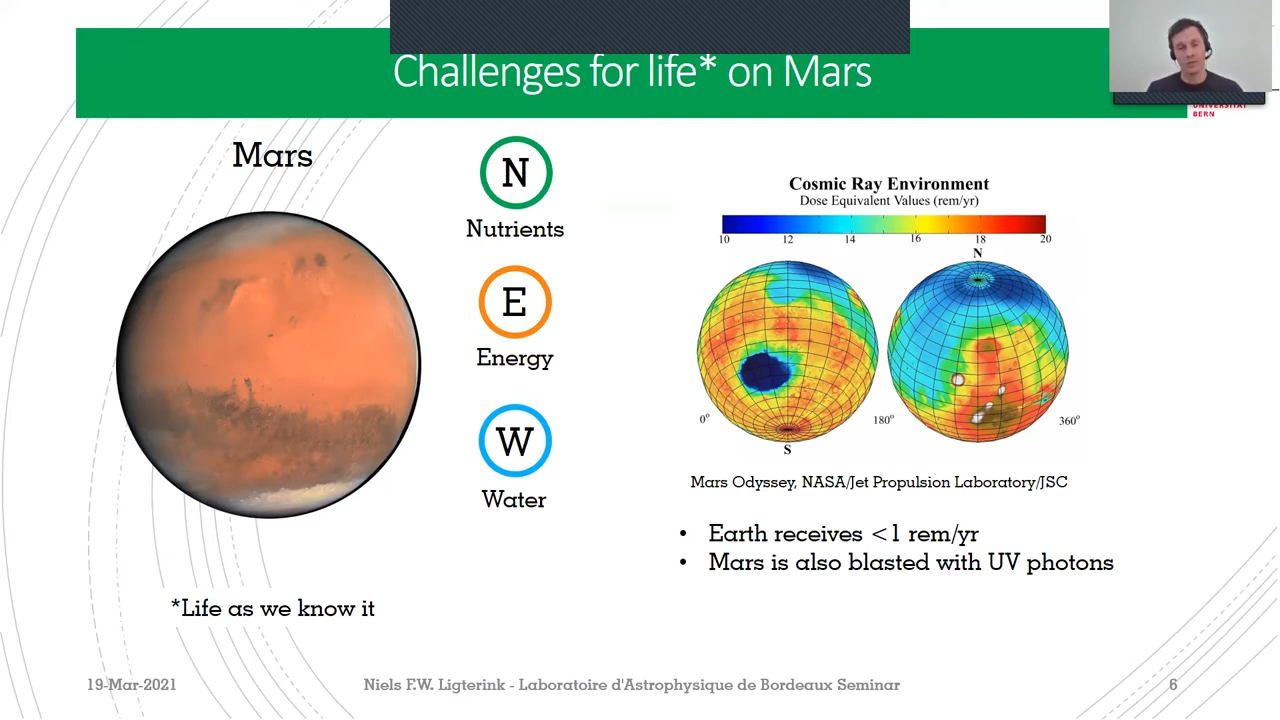 Challenges for life* on Mars
UNIVERSITÄT
BERN
Mars
N
Nutrients
E
Energy
W
Water
*Life as we know it
Cosmic Ray Environment
Dose Equivalent Values (rem/yr)
10 12 14 16 18 20
N
0° 180° 360°
S
Mars Odyssey, NASA/Jet Propulsion Laboratory/JSC
• Earth receives <1 rem/yr
• Mars is also blasted with UV photons
19-Mar-2021
Niels F.W. Ligterink - Laboratoire d'Astrophysique de Bordeaux Seminar
6